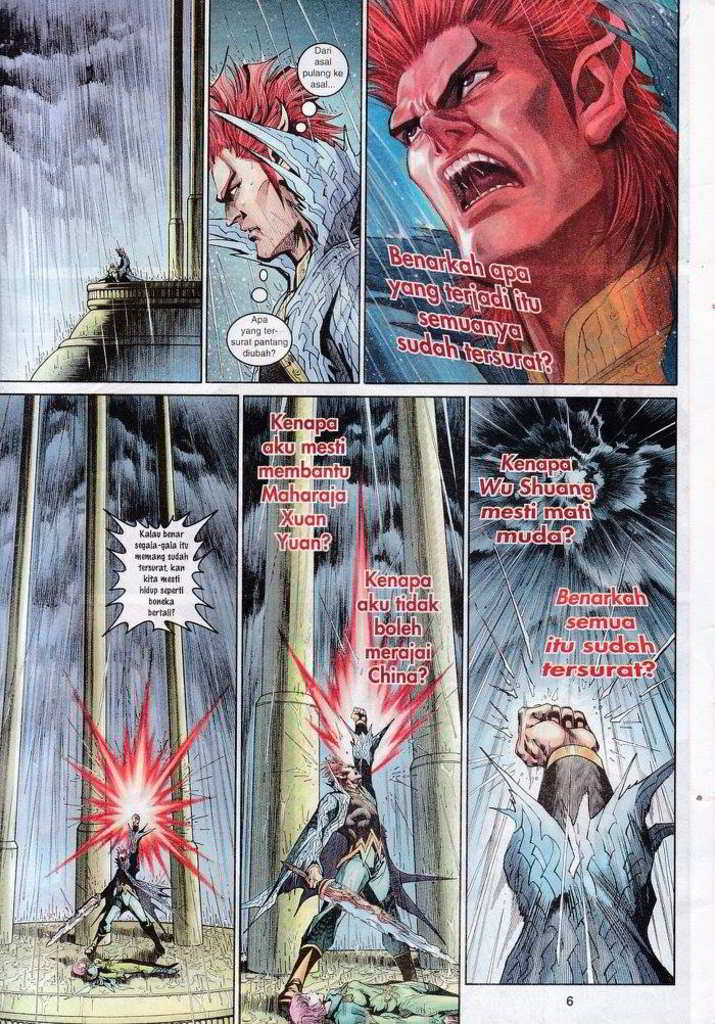 Dari
asal
pulang ke
asal...
Apa
yang ter-
surat pantang
diubah?
Benarkah apa
yang terjadi itu
semuanya
sudah tersurat?
Kalau benar
segala-gala itu
memang sudah
tersurat, kan
kita mesti
hidup seperti
boneka
bertali?
Kenapa
aku mesti
membantu
Maharaja
Xuan
Yuan?
Kenapa
aku tidak
boleh
merajai
China?
Kenapa
Wu Shuang
mesti mati
muda?
Benarkah
semua
itu sudah
tersurat?
6